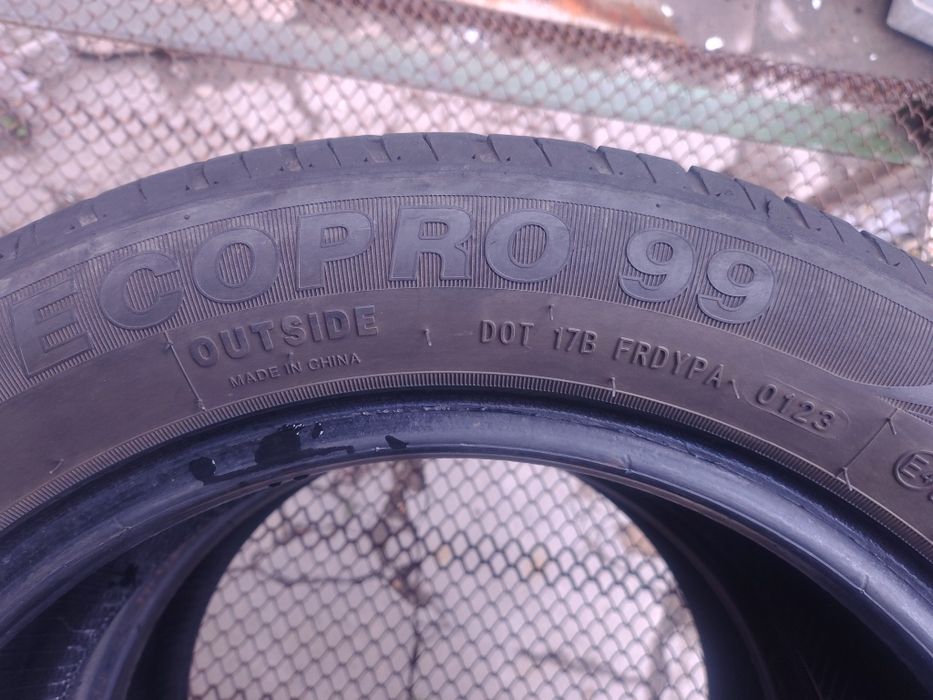 ECOPRO 99
OUTSIDE
MADE IN CHINA
DOT 17B FRDYPA 0123